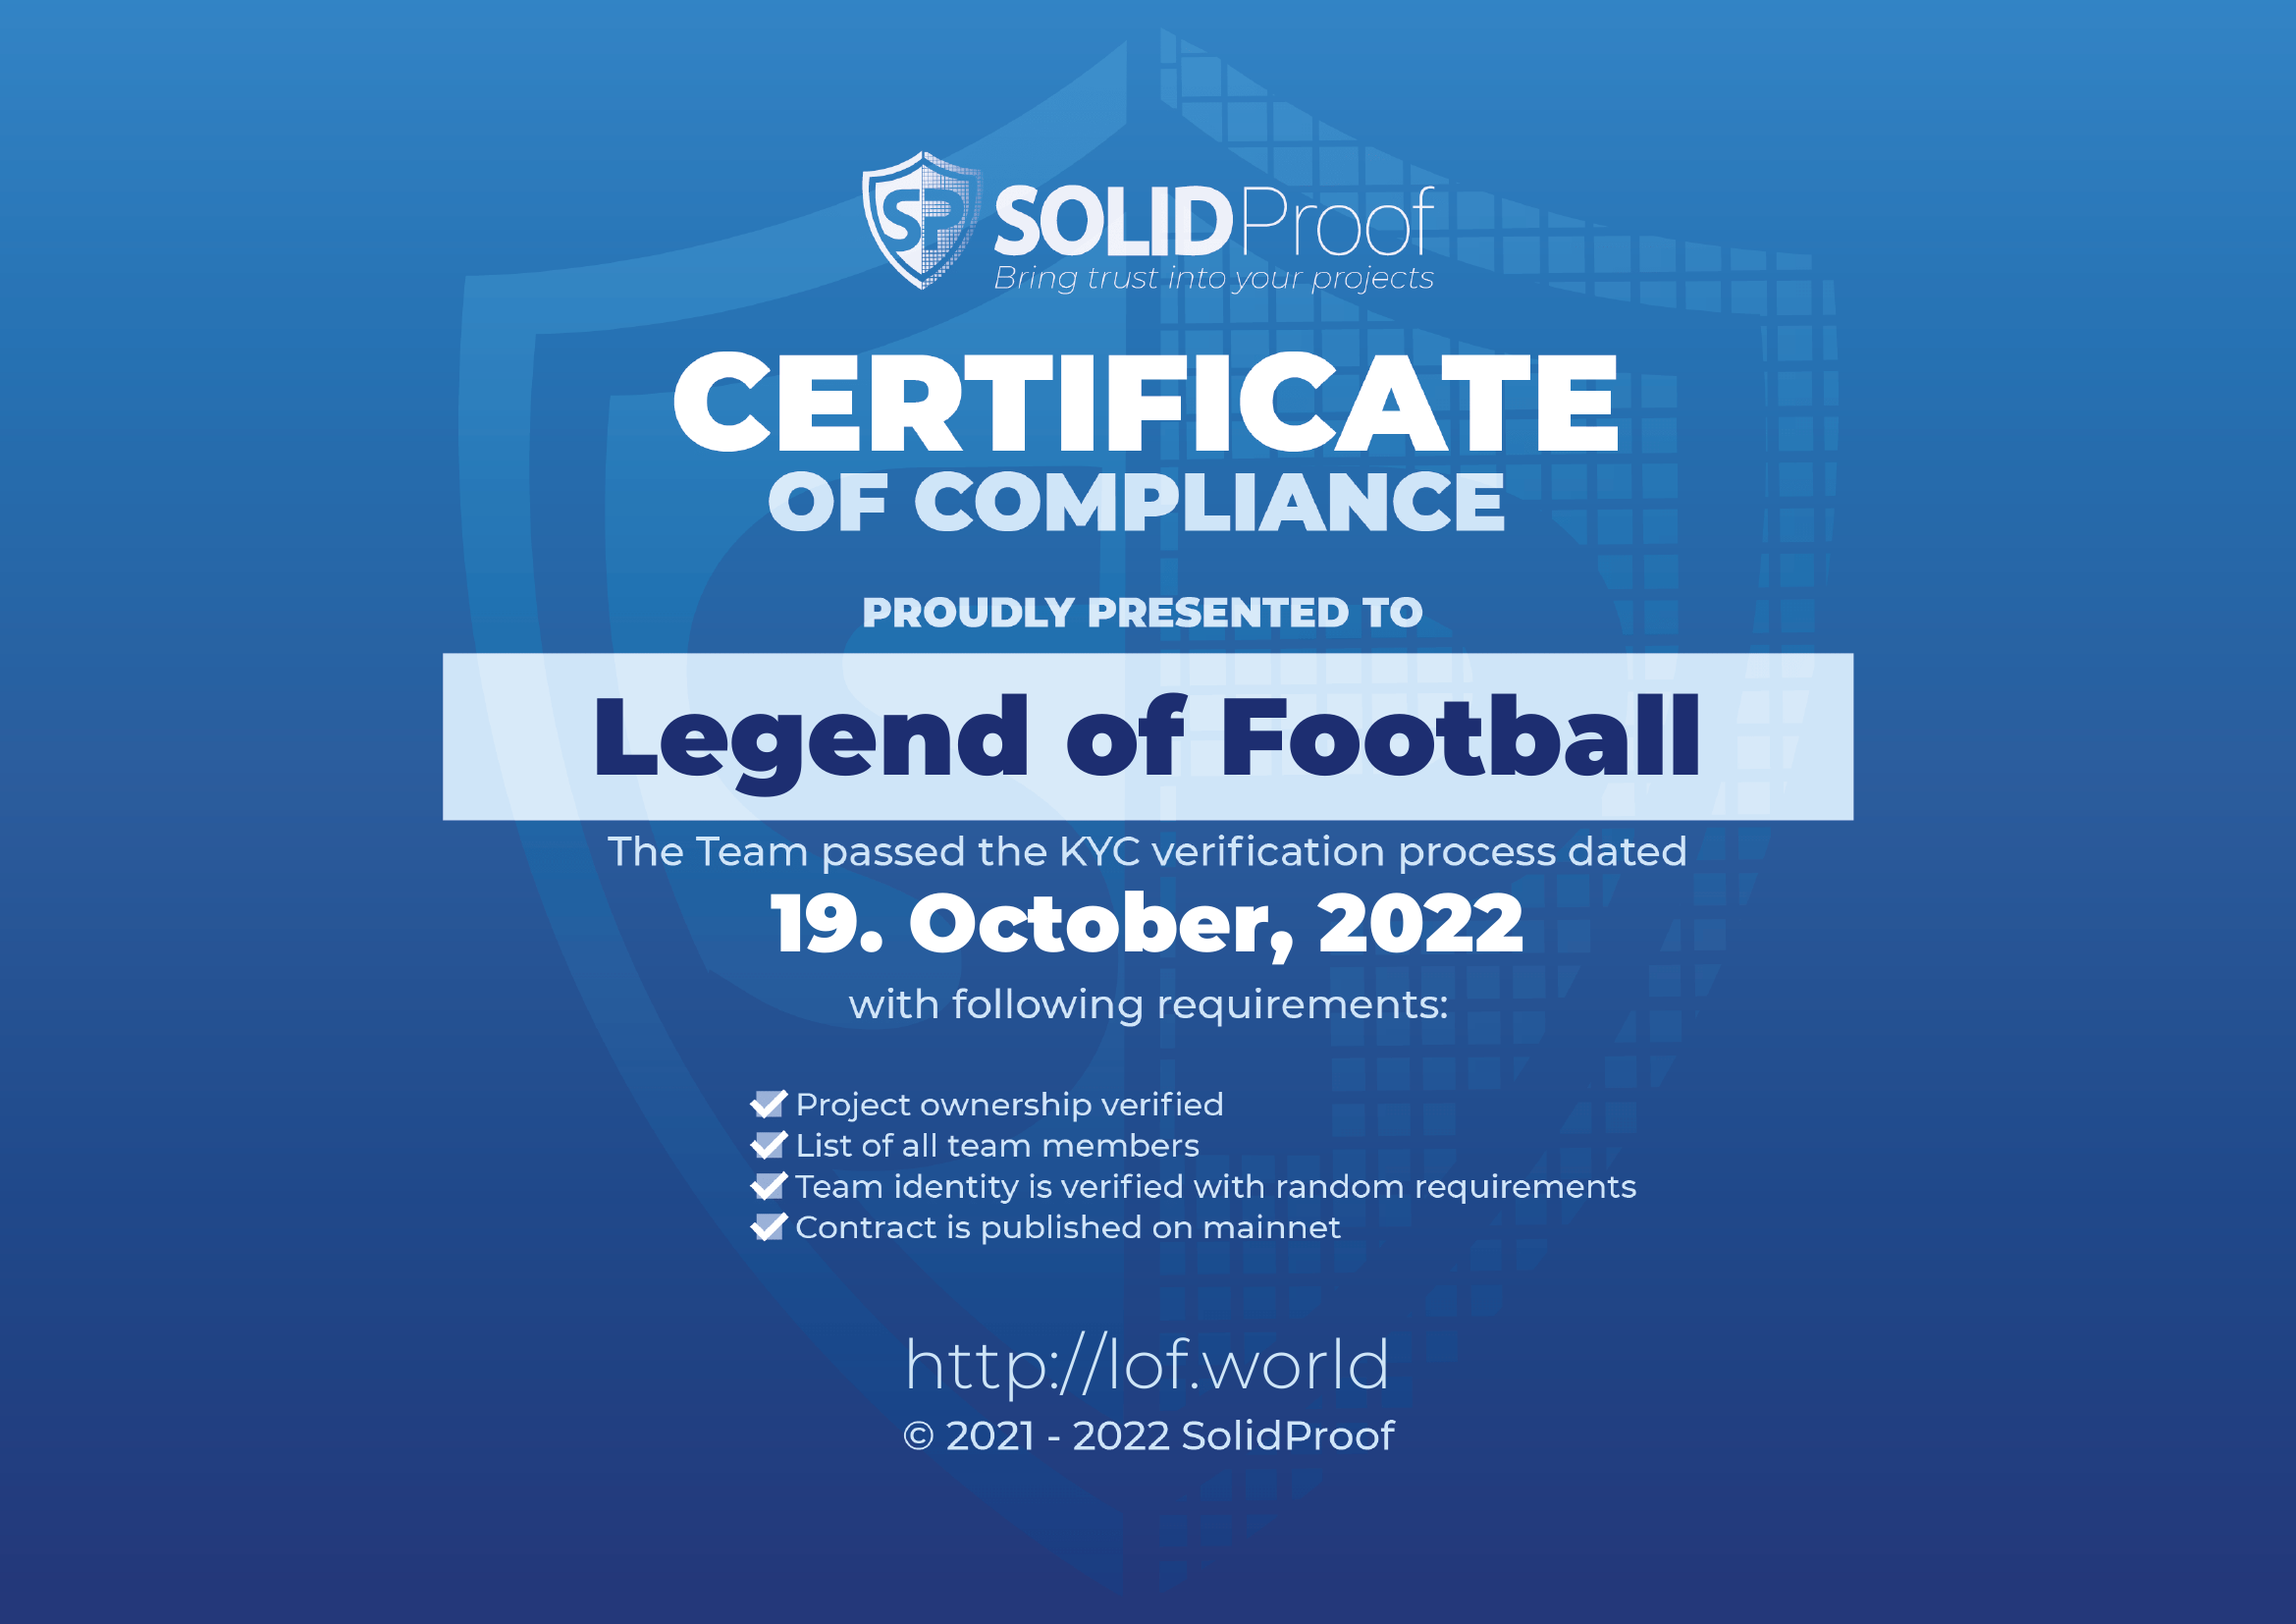 SP SOLIDProof
Bring trust into your projects
CERTIFICATE
OF COMPLIANCE
PROUDLY PRESENTED TO
Legend of Football
The Team passed the KYC verification process dated
19. October, 2022
with following requirements:
Project ownership verified
List of all team members
Team identity is verified with random requirements
Contract is published on mainnet
http://lof.world
© 2021 - 2022 SolidProof